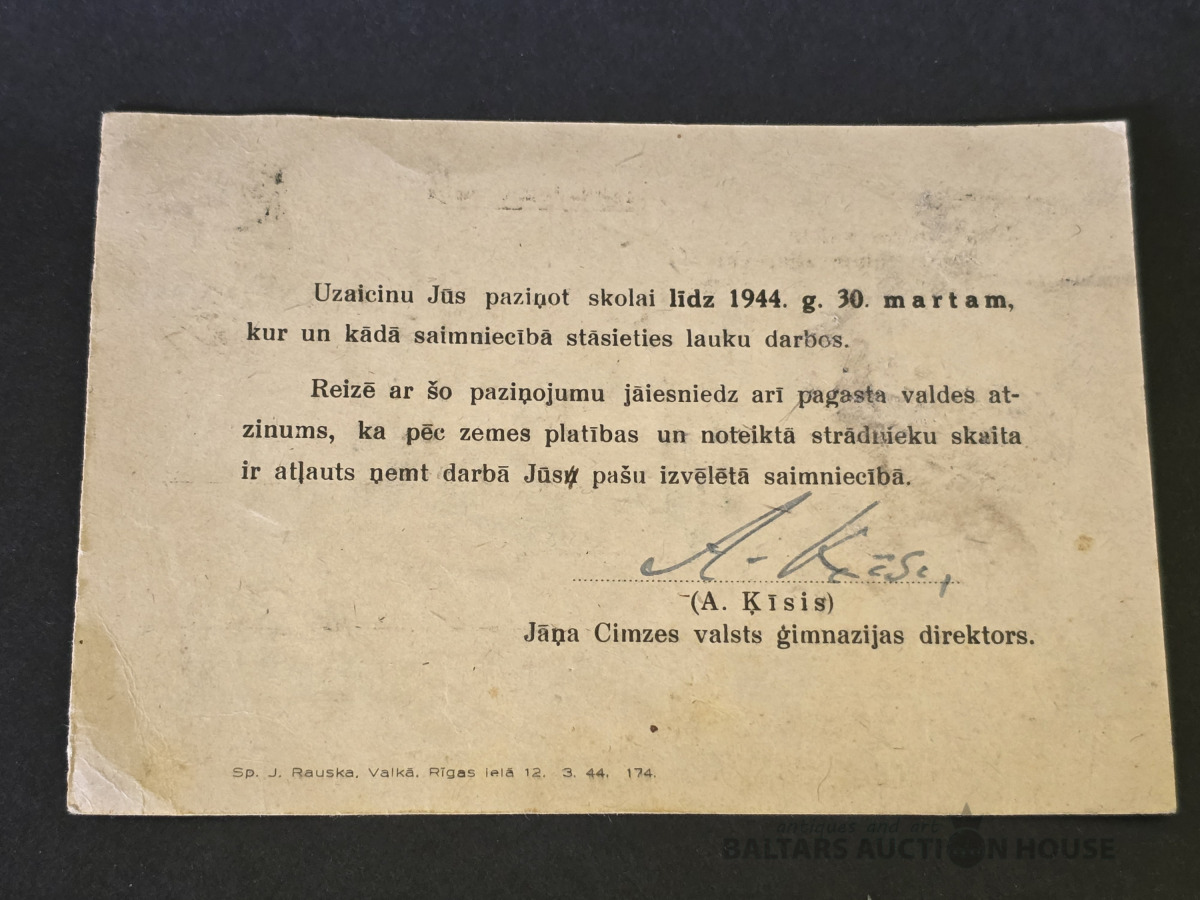 Uzaicinu Jūs paziņot skolai līdz 1944. g. 30. martam,
kur un kādā saimniecībā stāsieties lauku darbos.
Reizē ar šo paziņojumu jāiesniedz arī pagasta valdes at-
zinums, ka pēc zemes platības un noteiktā strādnieku skaita
ir atļauts ņemt darbā Jūs pašu izvēlētā saimniecībā.
A. Ķīsis
(A. Ķīsis)
Jāņa Cimzes valsts ģimnazijas direktors.
Sp. J. Rauska, Valkā, Rīgas ielā 12. 3. 44. 174.
antiques and art
BALTARS AUCTION HOUSE